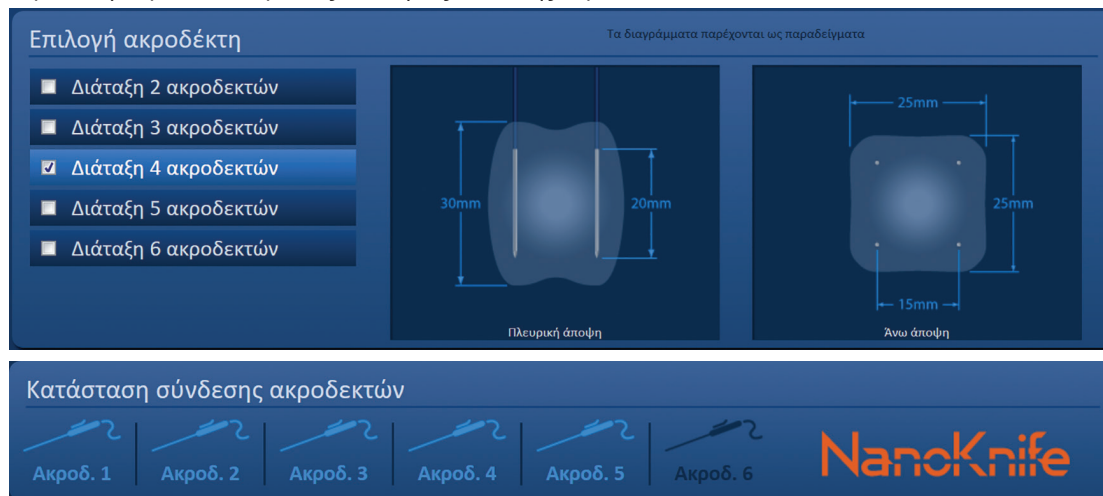 Επιλογή ακροδέκτη
Τα διαγράμματα παρέχονται ως παραδείγματα
Διάταξη 2 ακροδεκτών
Διάταξη 3 ακροδεκτών
Διάταξη 4 ακροδεκτών
Διάταξη 5 ακροδεκτών
Διάταξη 6 ακροδεκτών
30mm
20mm
Πλευρική άποψη
25mm
25mm
15mm
Άνω άποψη
Κατάσταση σύνδεσης ακροδεκτών
Ακροδ. 1
Ακροδ. 2
Ακροδ. 3
Ακροδ. 4
Ακροδ. 5
Ακροδ. 6
NanoKnife